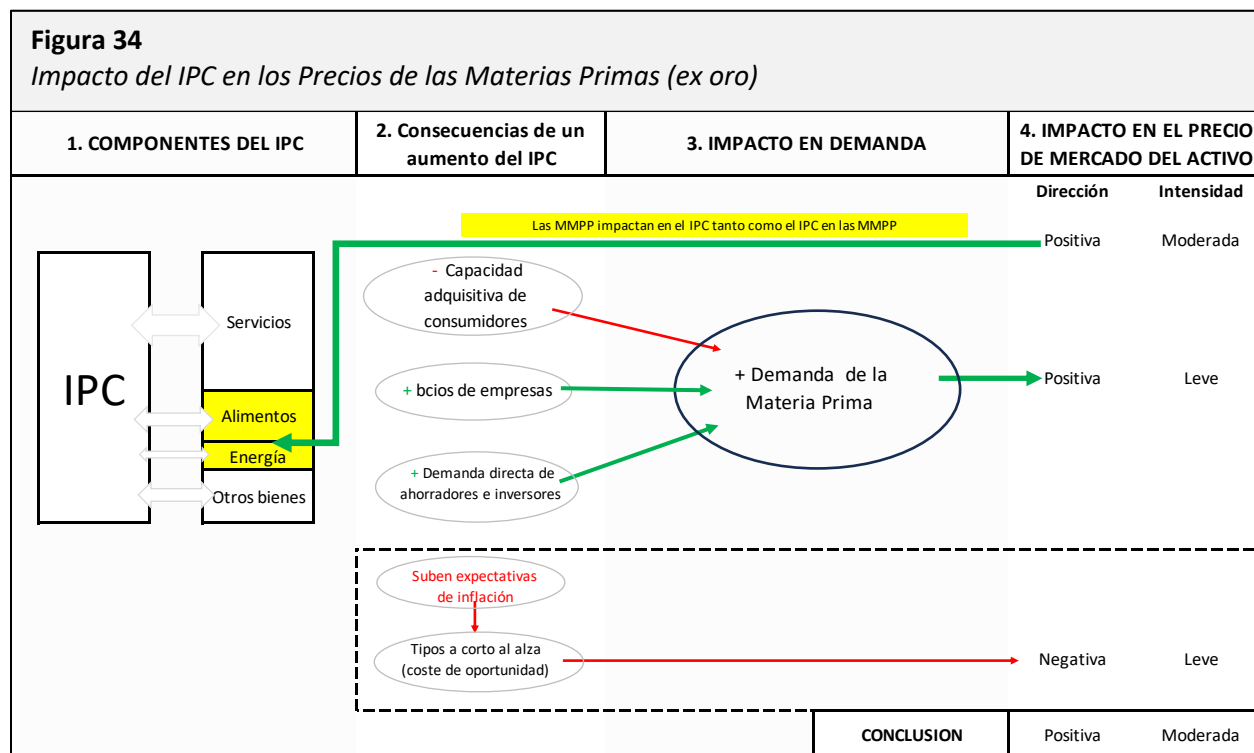 Figura 34
Impacto del IPC en los Precios de las Materias Primas (ex oro)
1. COMPONENTES DEL IPC
2. Consecuencias de un
aumento del IPC
3. IMPACTO EN DEMANDA
4. IMPACTO EN EL PRECIO
DE MERCADO DEL ACTIVO
Dirección
Intensidad
Las MMPP impactan en el IPC tanto como el IPC en las MMPP
Positiva
Moderada
IPC
Servicios
Alimentos
Energía
Otros bienes
- Capacidad
adquisitiva de
consumidores
+ bcios de empresas
+ Demanda directa de
ahorradores e inversores
+ Demanda de la
Materia Prima
Positiva
Leve
Suben expectativas
de inflación
Tipos a corto al alza
(coste de oportunidad)
Negativa
Leve
CONCLUSION
Positiva
Moderada